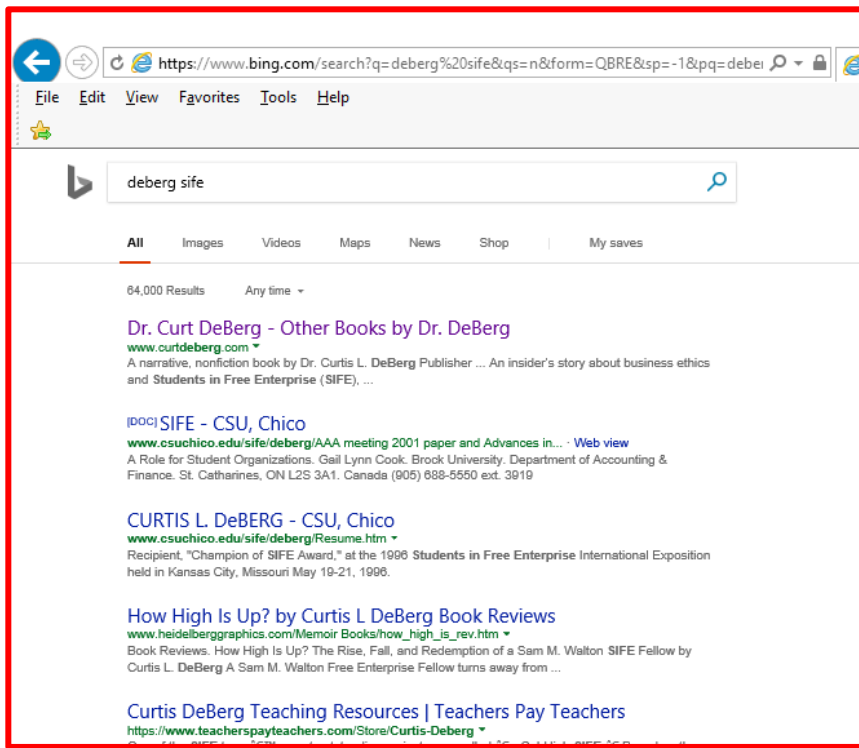 https://www.bing.com/search?q=deberg%20sife&qs=n&form=QBRE&sp=-1&pq=debe
File Edit View Favorites Tools Help
deberg sife
All Images Videos Maps News Shop | My saves
64,000 Results Any time
Dr. Curt DeBerg - Other Books by Dr. DeBerg
www.curtdeberg.com
A narrative, nonfiction book by Dr. Curtis L. DeBerg Publisher ... An insider's story about business ethics
and Students in Free Enterprise (SIFE), ...
[DOC] SIFE - CSU, Chico
www.csuchico.edu/sife/deberg/AAA meeting 2001 paper and Advances in... · Web view
A Role for Student Organizations. Gail Lynn Cook. Brock University. Department of Accounting &
Finance. St. Catharines, ON L2S 3A1. Canada (905) 688-5550 ext. 3919
CURTIS L. DeBERG - CSU, Chico
www.csuchico.edu/sife/deberg/Resume.htm
Recipient, "Champion of SIFE Award," at the 1996 Students in Free Enterprise International Exposition
held in Kansas City, Missouri May 19-21, 1996.
How High Is Up? by Curtis L DeBerg Book Reviews
www.heidelberggraphics.com/Memoir Books/how_high_is_rev.htm
Book Reviews. How High Is Up? The Rise, Fall, and Redemption of a Sam M. Walton SIFE Fellow by
Curtis L. DeBerg A Sam M. Walton Free Enterprise Fellow turns away from ...
Curtis DeBerg Teaching Resources | Teachers Pay Teachers
https://www.teacherspayteachers.com/Store/Curtis-Deberg